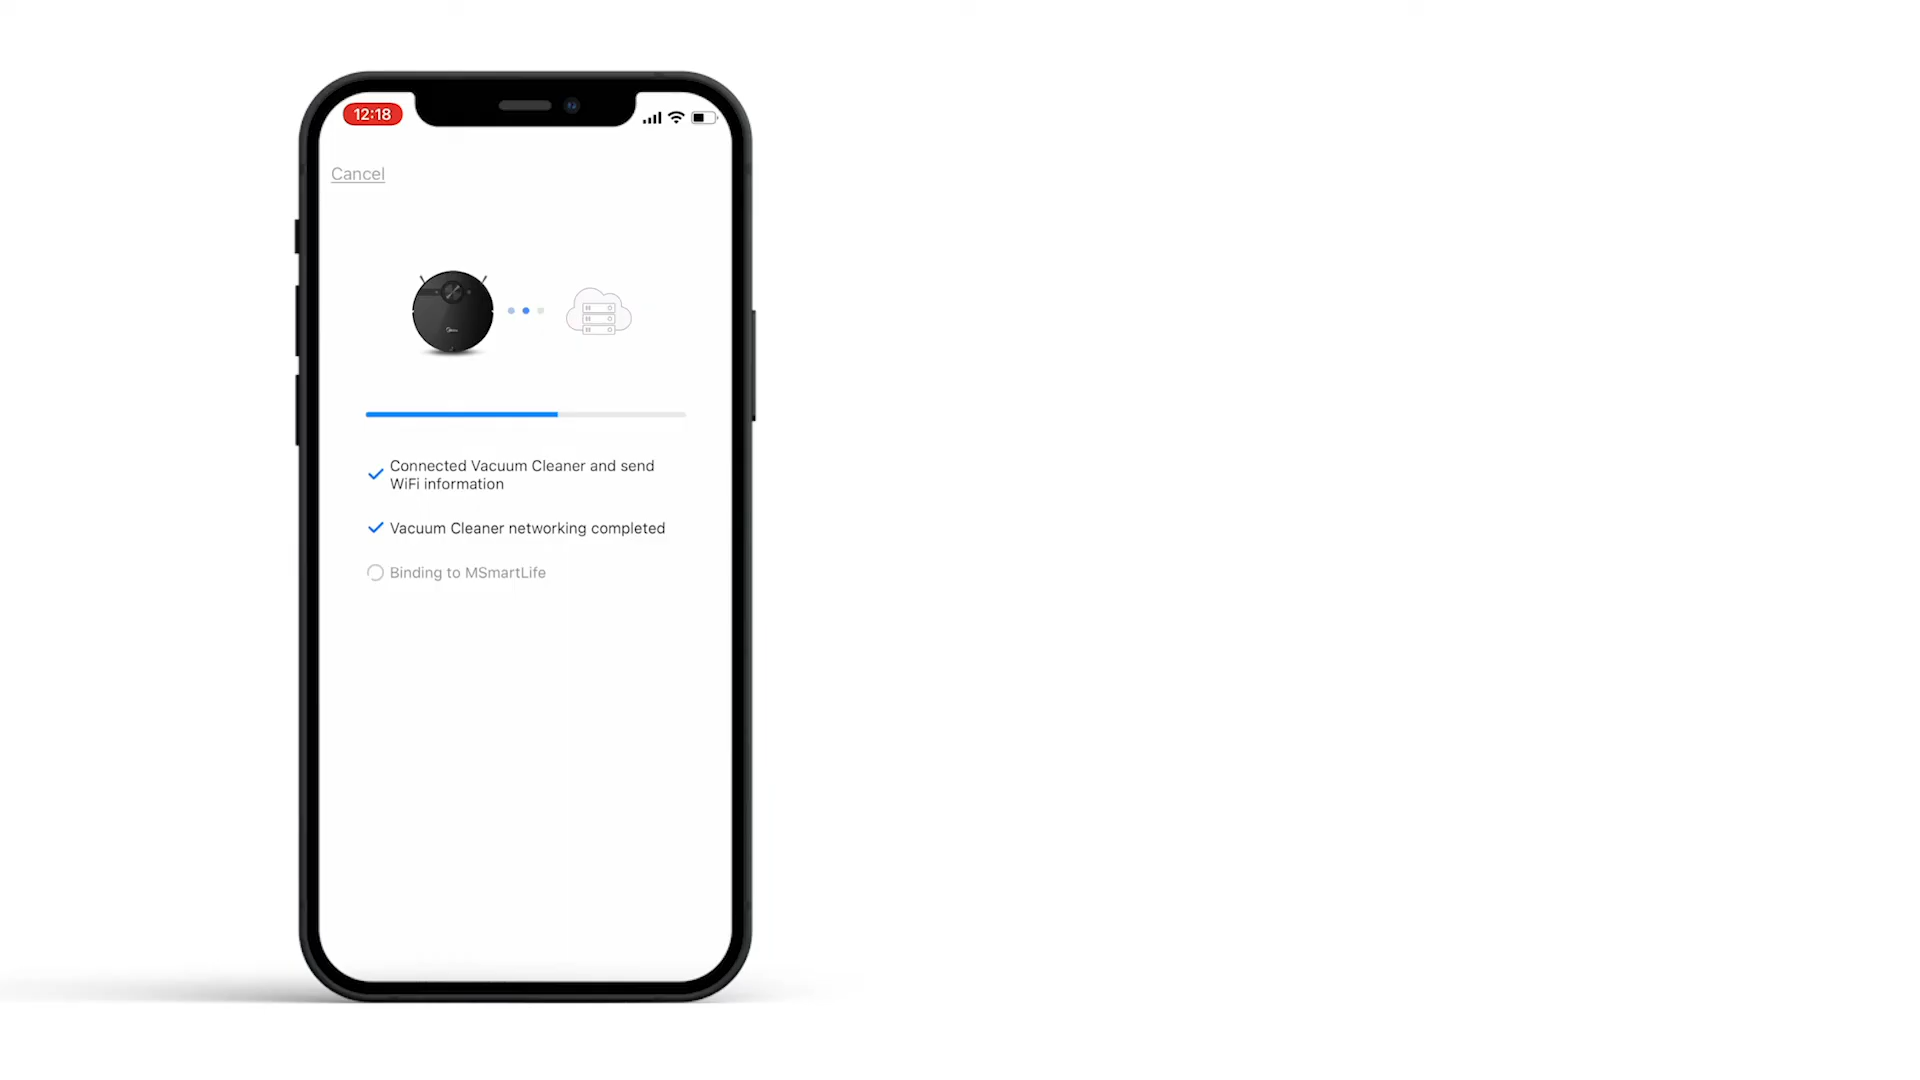 12:18
Cancel
Connected Vacuum Cleaner and send
WiFi information
Vacuum Cleaner networking completed
Binding to MSmartLife